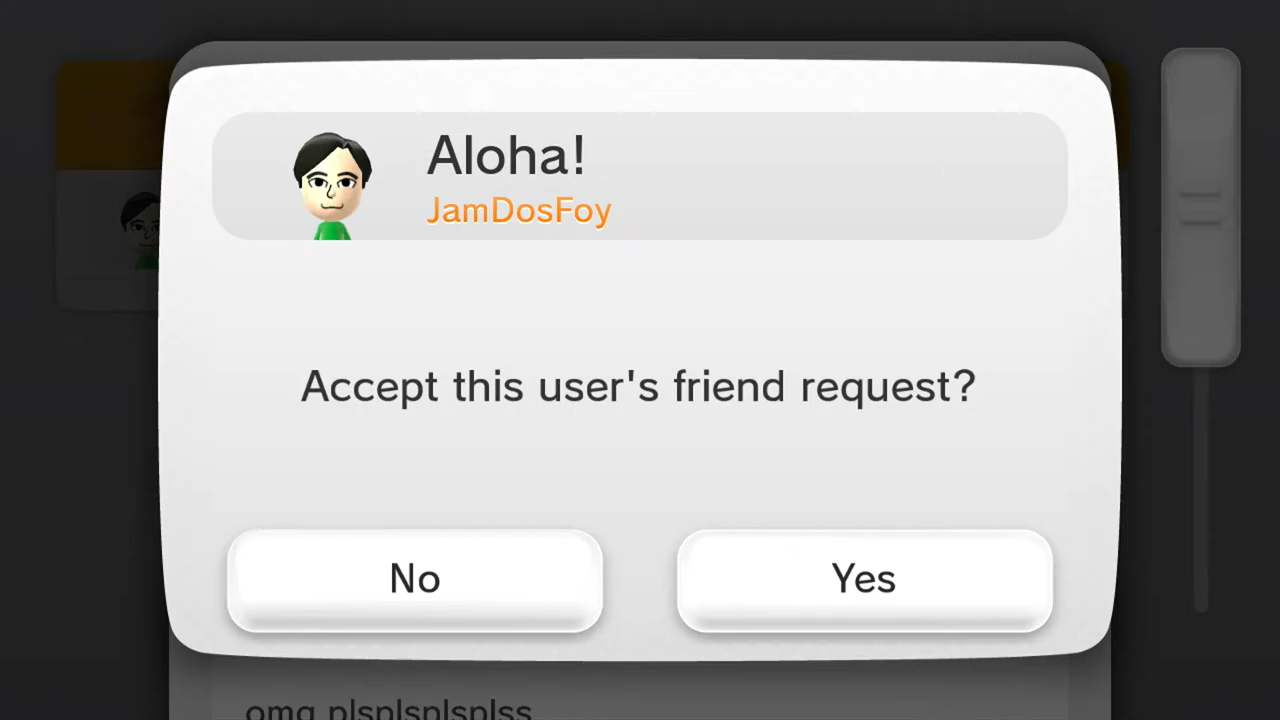 Aloha!
JamDosFoy
Accept this user's friend request?
No
Yes
omg plsplsplsplss